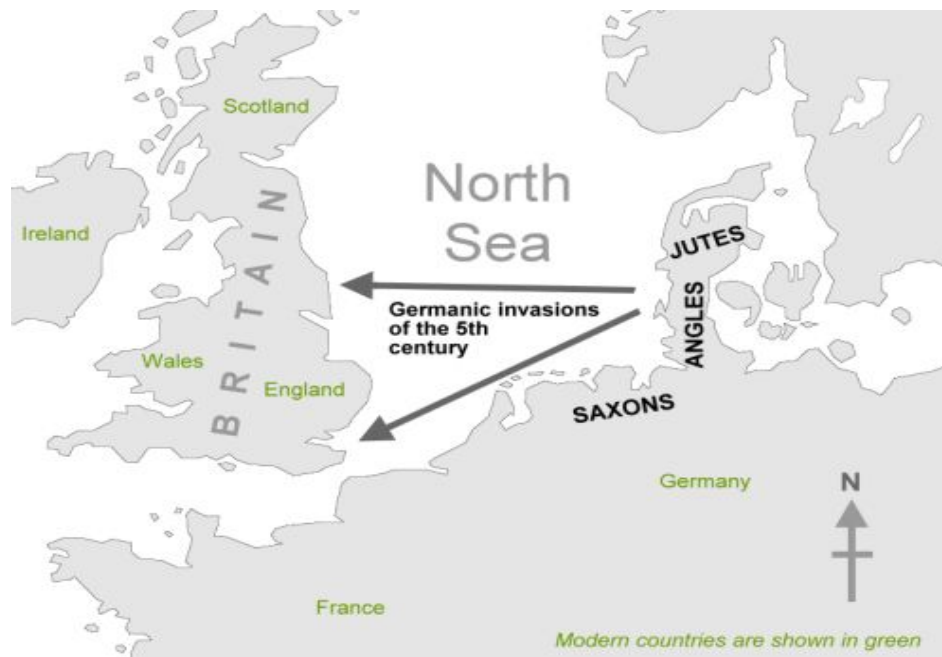 Scotland
North
Sea
Ireland
BRITAIN
JUTES
ANGLES
Germanic invasions
of the 5th
century
Wales
England
SAXONS
Germany
N
France
Modern countries are shown in green